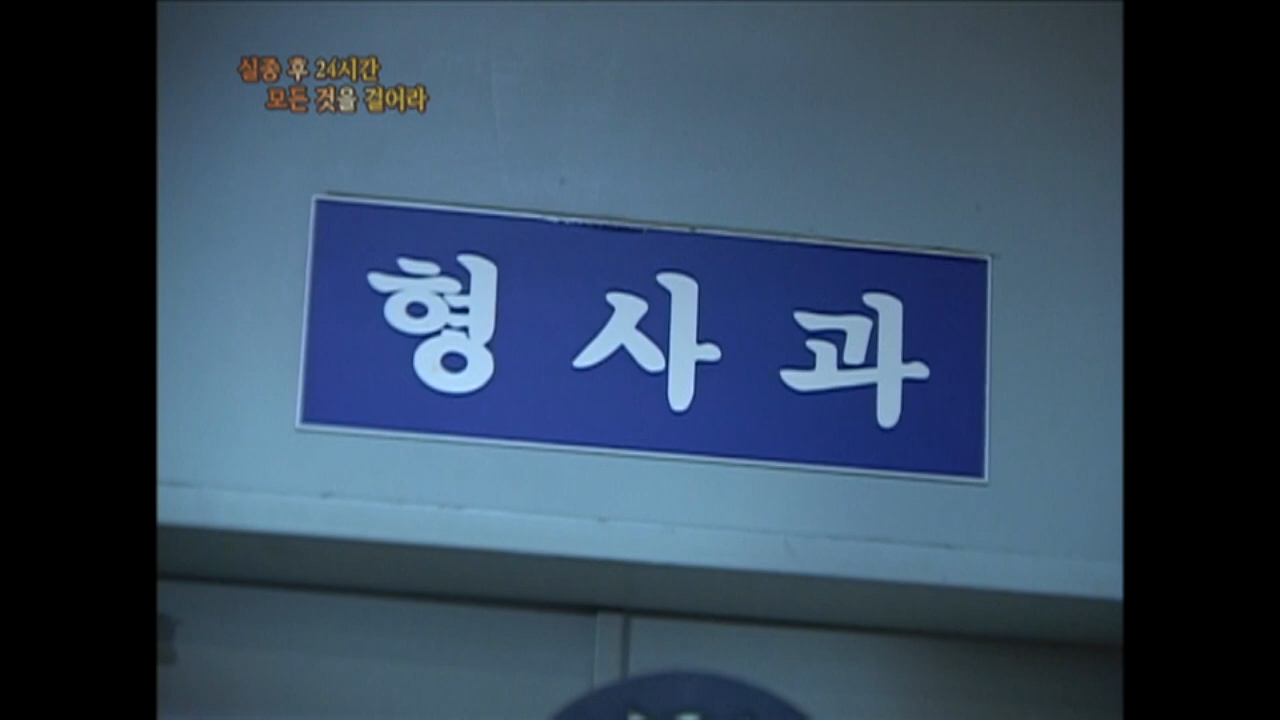 실종 후 24시간
모든 것을 걸어라
형사과